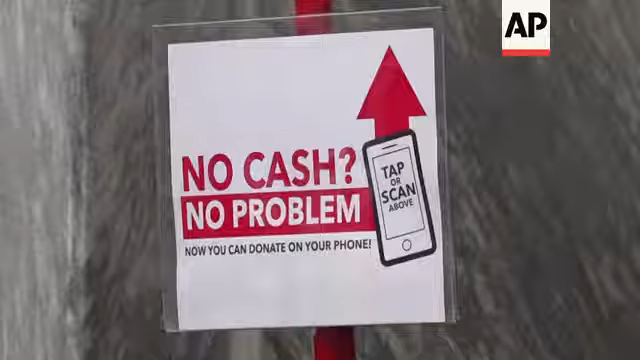 AP
NO CASH?
NO PROBLEM
NOW YOU CAN DONATE ON YOUR PHONE!
TAP
OR
SCAN
ABOVE